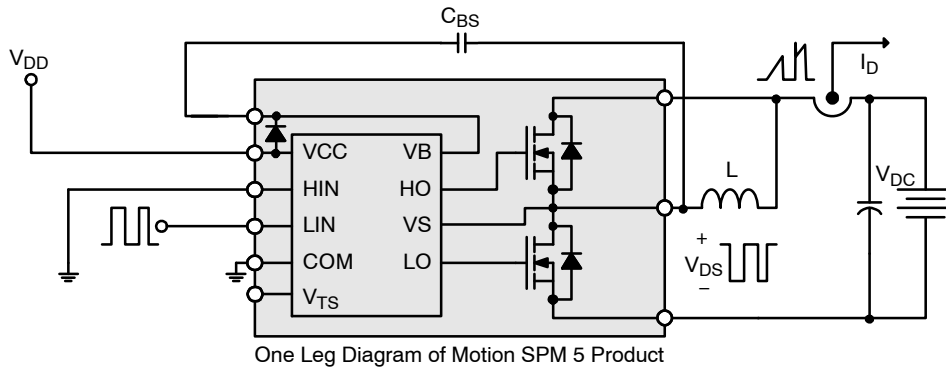 C_BS
V_DD
I_D
VCC VB
HIN HO
LIN VS
COM LO
V_TS
L
V_DC
+
V_DS
–
One Leg Diagram of Motion SPM 5 Product